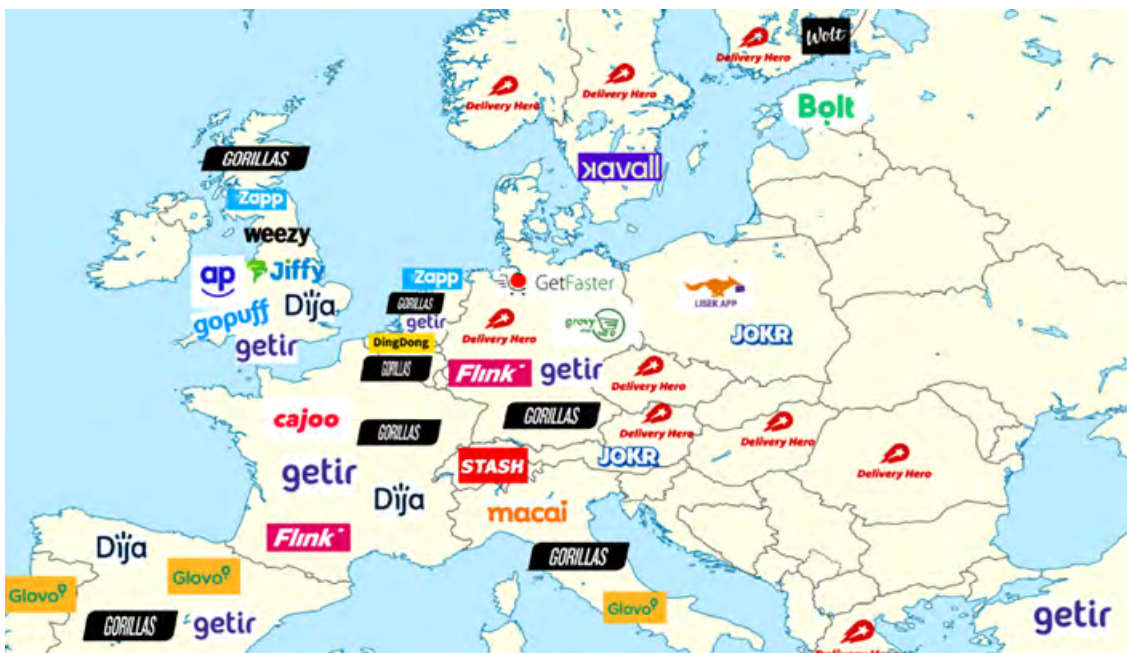 Wolt
Delivery Hero
Delivery Hero
Delivery Hero
Bolt
GORILLAS
kavall
Zapp
weezy
ap
Jiffy
Zapp
GetFaster
LISEK.APP
Dija
GORILLAS
gopuff
getir
Delivery Hero
grovy
JOKR
getir
DingDong
GORILLAS
Flink
getir
Delivery Hero
cajoo
GORILLAS
GORILLAS
Delivery Hero
Delivery Hero
JOKR
STASH
getir
Delivery Hero
Dija
macai
Flink
Dija
GORILLAS
Glovo
Glovo
Glovo
GORILLAS
getir
getir
Delivery Hero